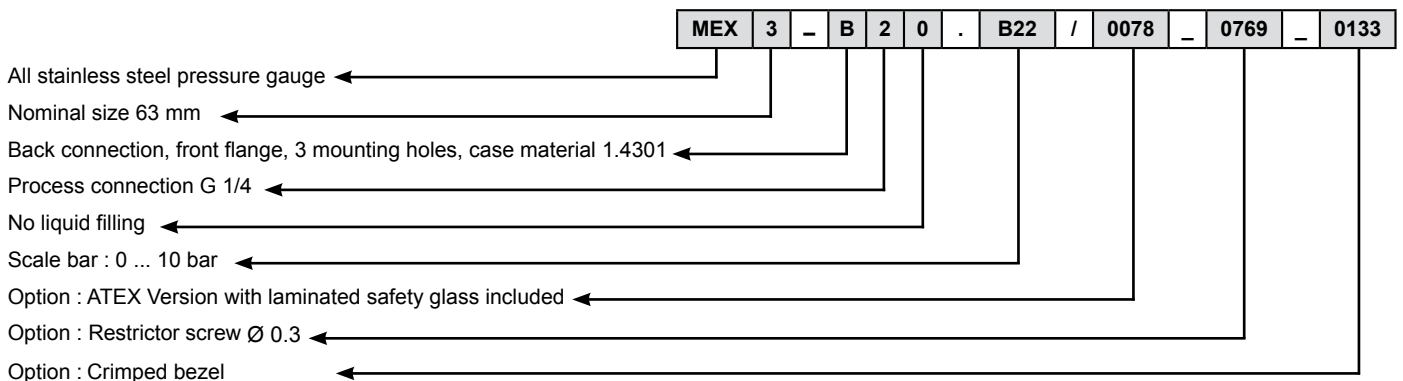 MEX 3 – B 2 0 . B22 / 0078 _ 0769 _ 0133
All stainless steel pressure gauge
Nominal size 63 mm
Back connection, front flange, 3 mounting holes, case material 1.4301
Process connection G 1/4
No liquid filling
Scale bar : 0 ... 10 bar
Option : ATEX Version with laminated safety glass included
Option : Restrictor screw Ø 0.3
Option : Crimped bezel